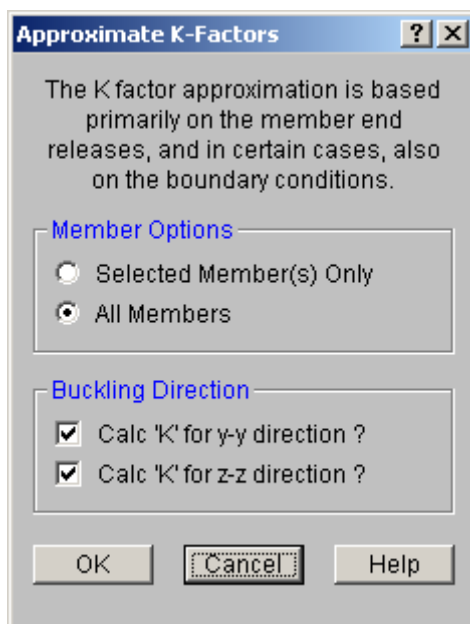 Approximate K-Factors
The K factor approximation is based
primarily on the member end
releases, and in certain cases, also
on the boundary conditions.
Member Options
Selected Member(s) Only
All Members
Buckling Direction
Calc 'K' for y-y direction ?
Calc 'K' for z-z direction ?
OK Cancel Help